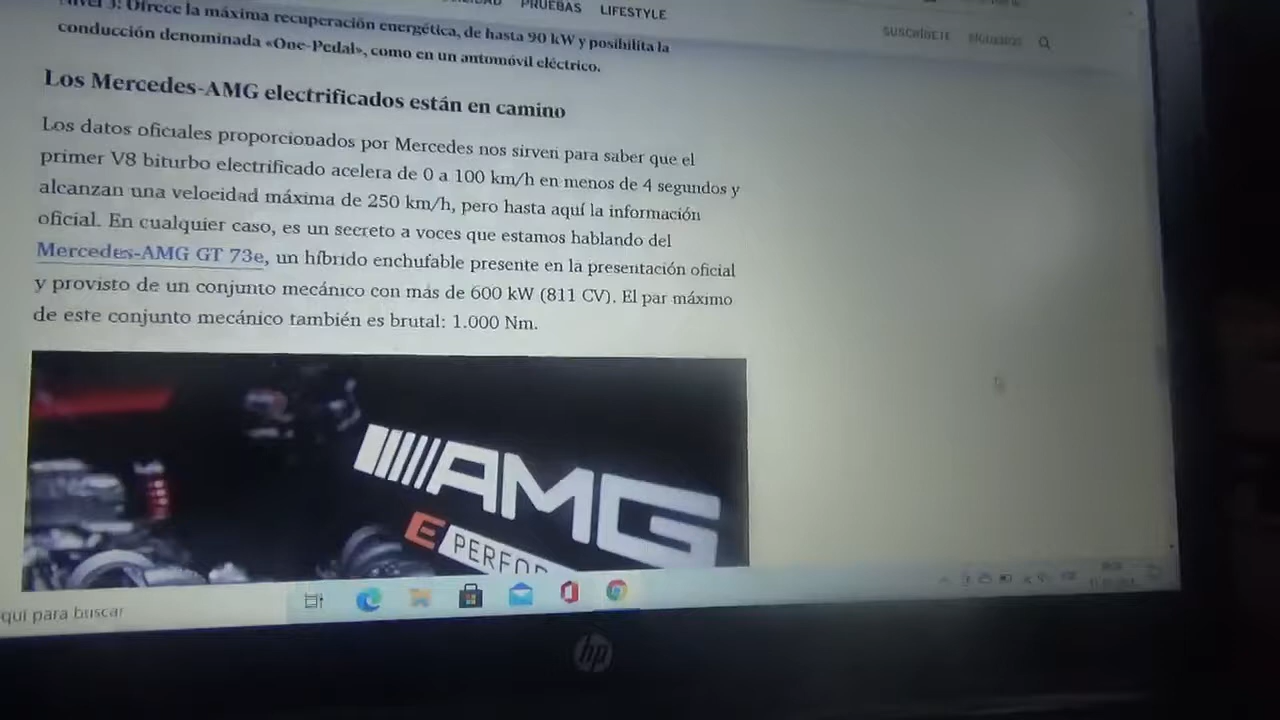 PRUEBAS LIFESTYLE
SUSCRÍBETE
3: Ofrece la máxima recuperación energética, de hasta 90 kW y posibilita la
conducción denominada «One-Pedal», como en un automóvil eléctrico.
Los Mercedes-AMG electrificados están en camino
Los datos oficiales proporcionados por Mercedes nos sirven para saber que el
primer V8 biturbo electrificado acelera de 0 a 100 km/h en menos de 4 segundos y
alcanzan una velocidad máxima de 250 km/h, pero hasta aquí la información
oficial. En cualquier caso, es un secreto a voces que estamos hablando del
Mercedes-AMG GT 73e, un híbrido enchufable presente en la presentación oficial
y provisto de un conjunto mecánico con más de 600 kW (811 CV). El par máximo
de este conjunto mecánico también es brutal: 1.000 Nm.
AMG
E PERFOR
quí para buscar
hp